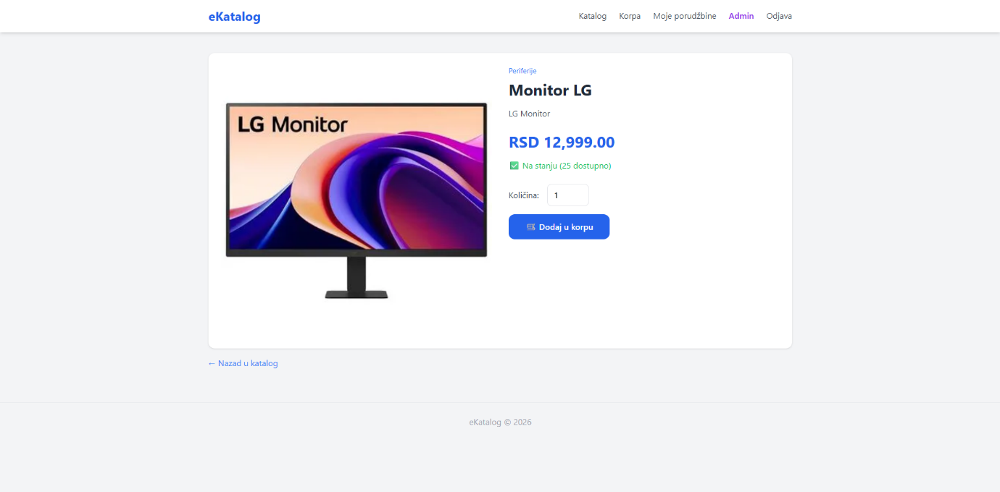 eKatalog
Katalog Korpa Moje porudžbine Admin Odjava
LG Monitor
Periferije
Monitor LG
LG Monitor
RSD 12,999.00
✅ Na stanju (25 dostupno)
Količina: 1
🛒 Dodaj u korpu
← Nazad u katalog
eKatalog © 2026